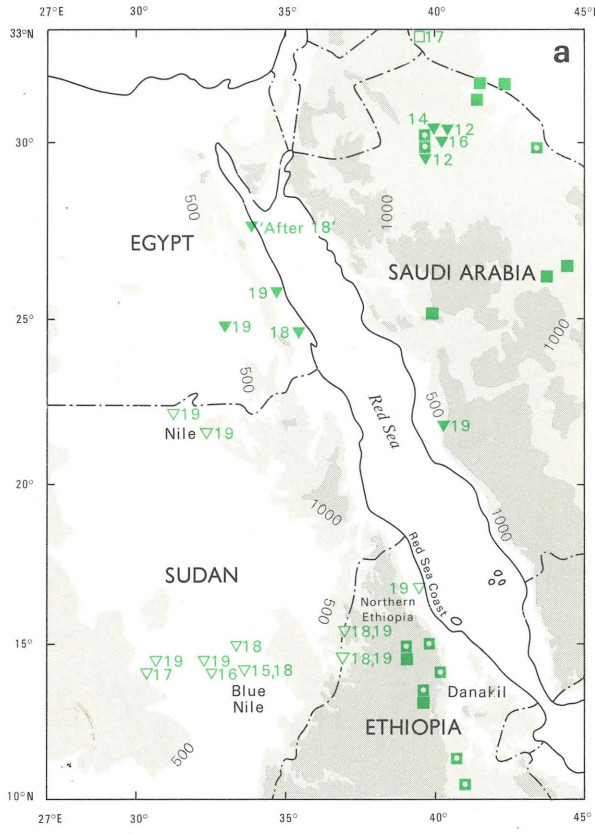 27°E 30° 35° 40° 45°E
33°N
17
a
14 12
16
12
30°
1000
500
'After 18'
EGYPT
SAUDI ARABIA
19
25°
19 18
1000
500
500
19
Red Sea
19
Nile 19
20°
1000
1000
Red Sea Coast
SUDAN
500
19
Northern
Ethiopia
18,19
15°
18
18,19
19 19
17 16 15,18
Blue
Nile
Danakil
ETHIOPIA
500
10°N
27°E 30° 35° 40° 45°E